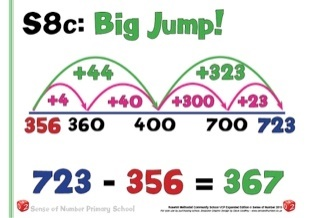 S8c: Big Jump!
+44 +323
+4 +40 +300 +23
356 360 400 700 723
723 - 356 = 367
Sense of Number Primary School